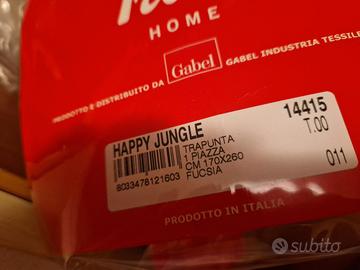 HOME
PRODOTTO E DISTRIBUITO DA Gabel GABEL INDUSTRIA TESSILE
14415
T.00
HAPPY JUNGLE
TRAPUNTA
1 PIAZZA
CM 170X260
FUCSIA
011
8033478121603
PRODOTTO IN ITALIA
subito